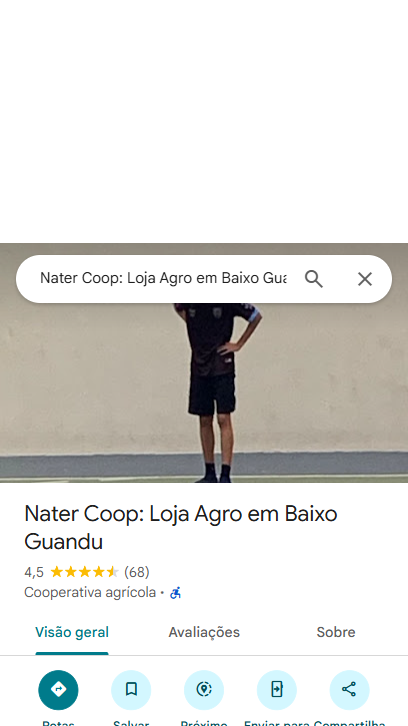 Nater Coop: Loja Agro em Baixo Gua
Nater Coop: Loja Agro em Baixo
Guandu
4,5 (68)
Cooperativa agrícola ·
Visão geral Avaliações Sobre
Rotas Salvar Próximo Enviar para Compartilha